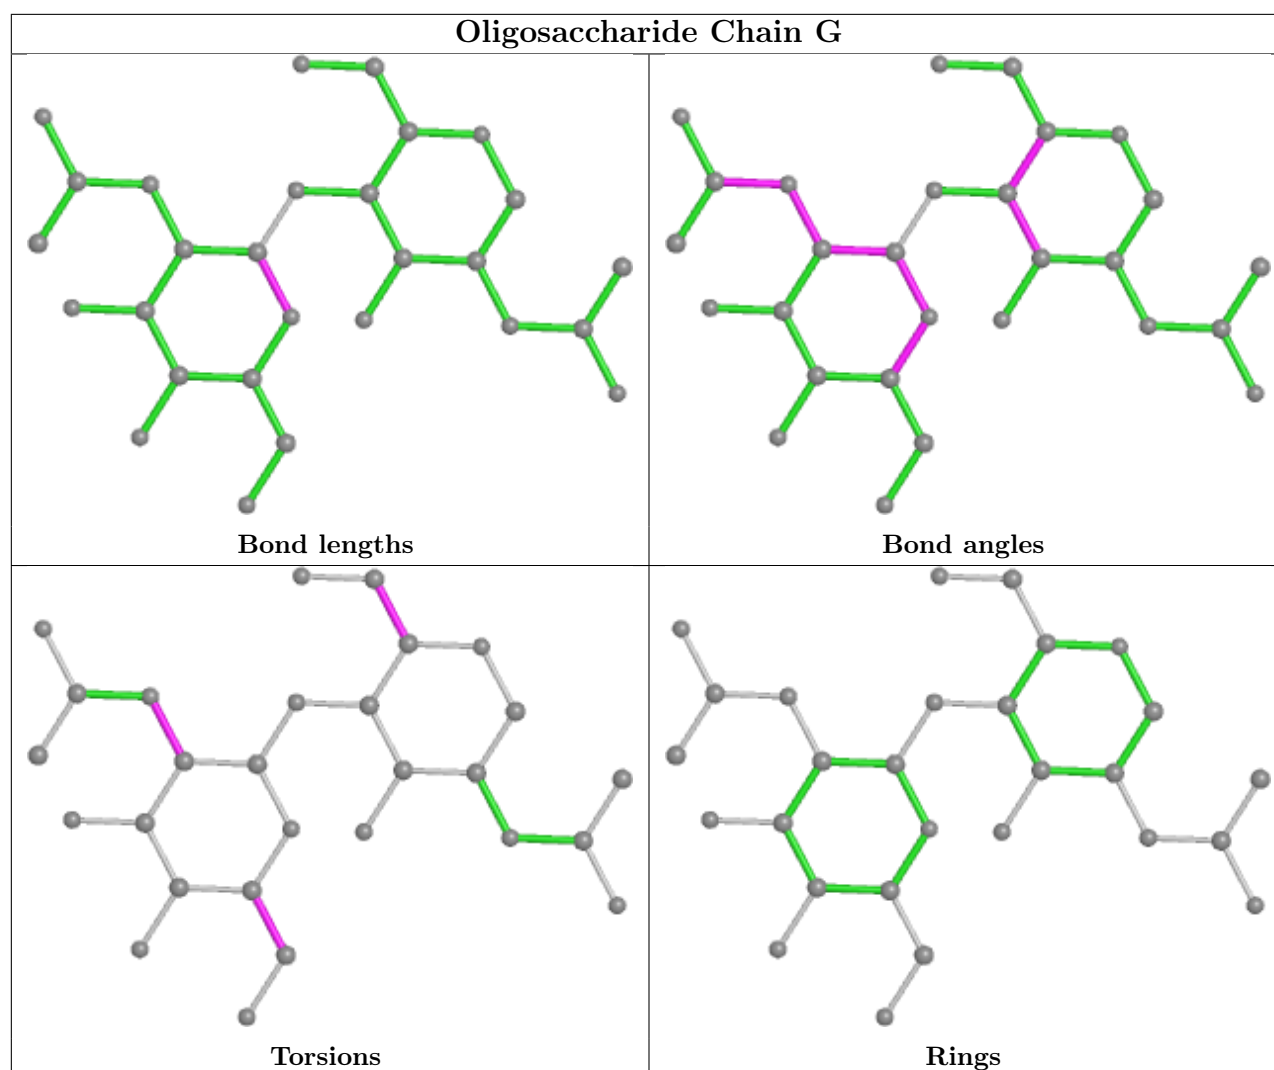 Oligosaccharide Chain G
Bond lengths
Bond angles
Torsions
Rings